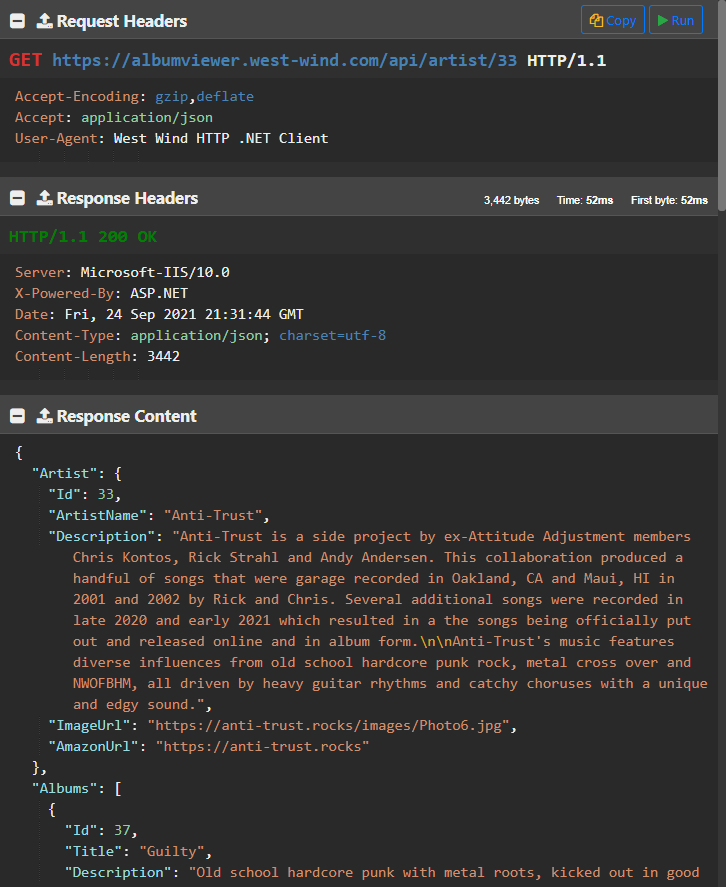 Request Headers
Copy
Run
GET https://albumviewer.west-wind.com/api/artist/33 HTTP/1.1
Accept-Encoding: gzip,deflate
Accept: application/json
User-Agent: West Wind HTTP .NET Client
Response Headers
3,442 bytes Time: 52ms First byte: 52ms
HTTP/1.1 200 OK
Server: Microsoft-IIS/10.0
X-Powered-By: ASP.NET
Date: Fri, 24 Sep 2021 21:31:44 GMT
Content-Type: application/json; charset=utf-8
Content-Length: 3442
Response Content
{
"Artist": {
"Id": 33,
"ArtistName": "Anti-Trust",
"Description": "Anti-Trust is a side project by ex-Attitude Adjustment members
Chris Kontos, Rick Strahl and Andy Andersen. This collaboration produced a
handful of songs that were garage recorded in Oakland, CA and Maui, HI in
2001 and 2002 by Rick and Chris. Several additional songs were recorded in
late 2020 and early 2021 which resulted in a the songs being officially put
out and released online and in album form.\n\nAnti-Trust's music features
diverse influences from old school hardcore punk rock, metal cross over and
NWOFBHM, all driven by heavy guitar rhythms and catchy choruses with a unique
and edgy sound.",
"ImageUrl": "https://anti-trust.rocks/images/Photo6.jpg",
"AmazonUrl": "https://anti-trust.rocks"
},
"Albums": [
{
"Id": 37,
"Title": "Guilty",
"Description": "Old school hardcore punk with metal roots, kicked out in good